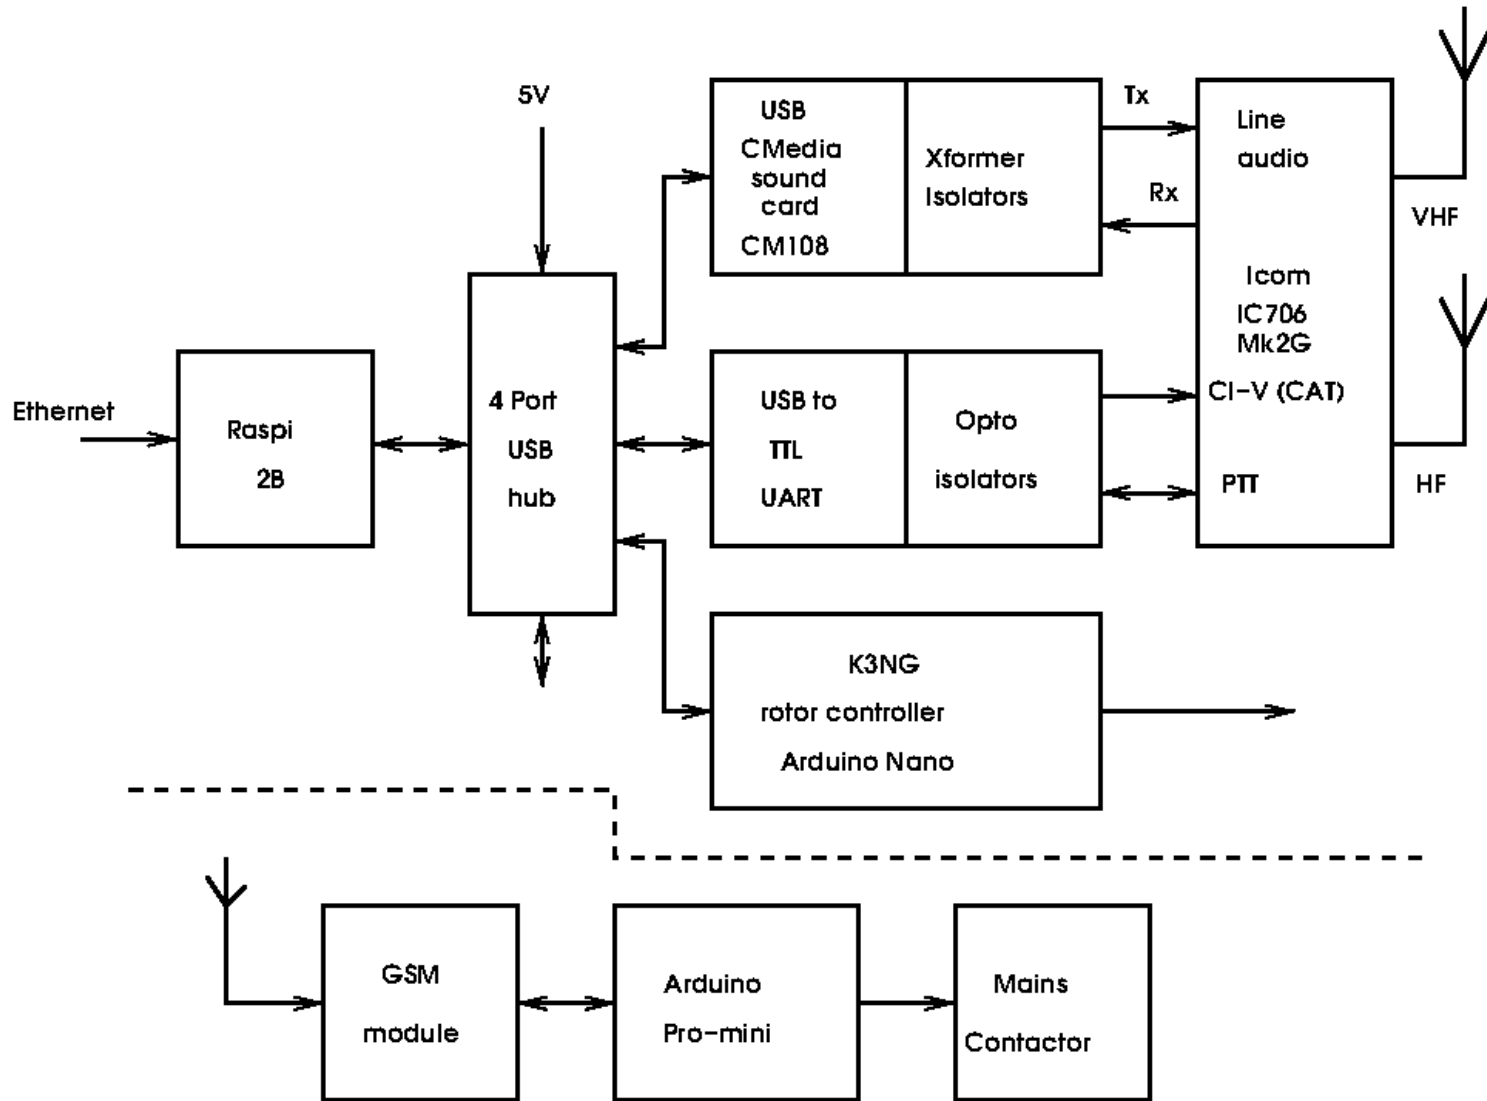 5V
USB
CMedia
sound
card
CM108
Xformer
Isolators
Tx
Rx
Line
audio
Icom
IC706
Mk2G
CI-V (CAT)
PTT
VHF
HF
Ethernet
Raspi
2B
4 Port
USB
hub
USB to
TTL
UART
Opto
isolators
K3NG
rotor controller
Arduino Nano
GSM
module
Arduino
Pro-mini
Mains
Contactor